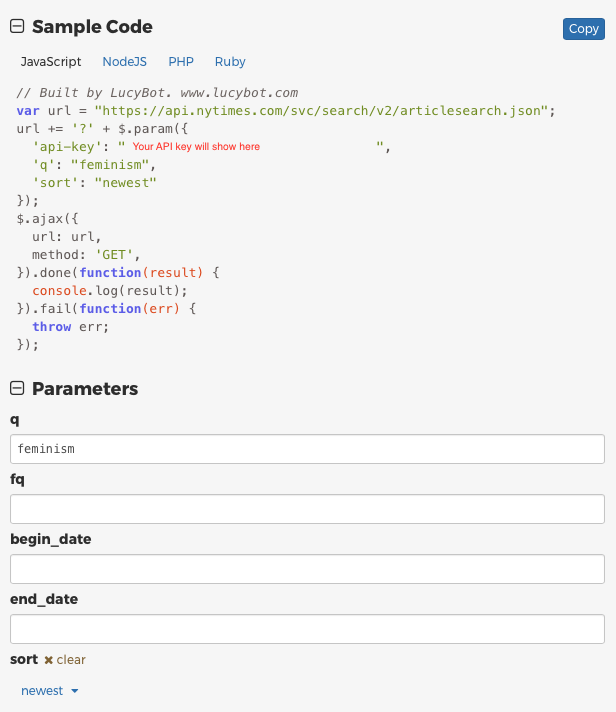 Sample Code
Copy
JavaScript NodeJS PHP Ruby
// Built by LucyBot. www.lucybot.com
var url = "https://api.nytimes.com/svc/search/v2/articlesearch.json";
url += '?' + $.param({
  'api-key': " Your API key will show here ",
  'q': "feminism",
  'sort': "newest"
});
$.ajax({
  url: url,
  method: 'GET',
}).done(function(result) {
  console.log(result);
}).fail(function(err) {
  throw err;
});
Parameters
q
feminism
fq
begin_date
end_date
sort ✖ clear
newest